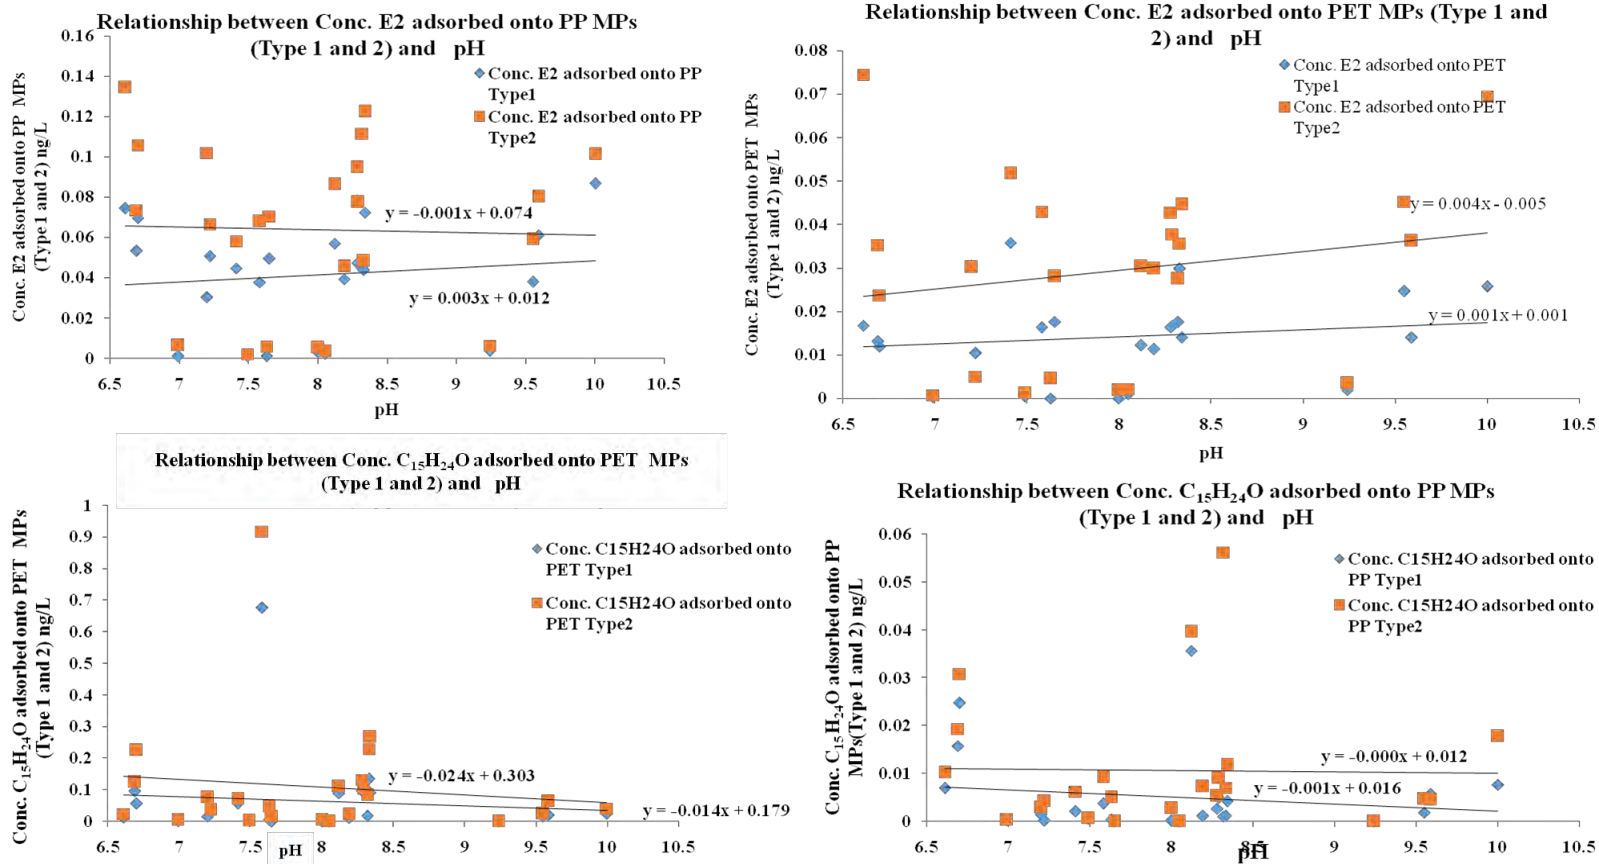 Relationship between Conc. E2 adsorbed onto PP MPs
(Type 1 and 2) and pH
Conc. E2 adsorbed onto PP MPs
(Type 1 and 2) ng/L
0.16
0.14
0.12
0.1
0.08
0.06
0.04
0.02
0
Conc. E2 adsorbed onto PP
Type1
Conc. E2 adsorbed onto PP
Type2
y = -0.001x + 0.074
y = 0.003x + 0.012
6.5 7 7.5 8 8.5 9 9.5 10 10.5
pH
Relationship between Conc. E2 adsorbed onto PET MPs (Type 1 and
2) and pH
Conc. E2 adsorbed onto PET MPs
(Type 1 and 2) ng/L
0.08
0.07
0.06
0.05
0.04
0.03
0.02
0.01
0
Conc. E2 adsorbed onto PET
Type1
Conc. E2 adsorbed onto PET
Type2
y = 0.004x - 0.005
y = 0.001x + 0.001
6.5 7 7.5 8 8.5 9 9.5 10 10.5
pH
Relationship between Conc. C₁₅H₂₄O adsorbed onto PET MPs
(Type 1 and 2) and pH
Conc. C₁₅H₂₄O adsorbed onto PET MPs
(Type 1 and 2) ng/L
1
0.9
0.8
0.7
0.6
0.5
0.4
0.3
0.2
0.1
0
Conc. C15H24O adsorbed onto
PET Type1
Conc. C15H24O adsorbed onto
PET Type2
y = -0.024x + 0.303
y = -0.014x + 0.179
6.5 7 7.5 8 8.5 9 9.5 10 10.5
pH
Relationship between Conc. C₁₅H₂₄O adsorbed onto PP MPs
(Type 1 and 2) and pH
Conc. C₁₅H₂₄O adsorbed onto PP
MPs(Type 1 and 2) ng/L
0.06
0.05
0.04
0.03
0.02
0.01
0
Conc. C15H24O adsorbed onto
PP Type1
Conc. C15H24O adsorbed onto
PP Type2
y = -0.000x + 0.012
y = -0.001x + 0.016
6.5 7 7.5 8 8.5 9 9.5 10 10.5
pH